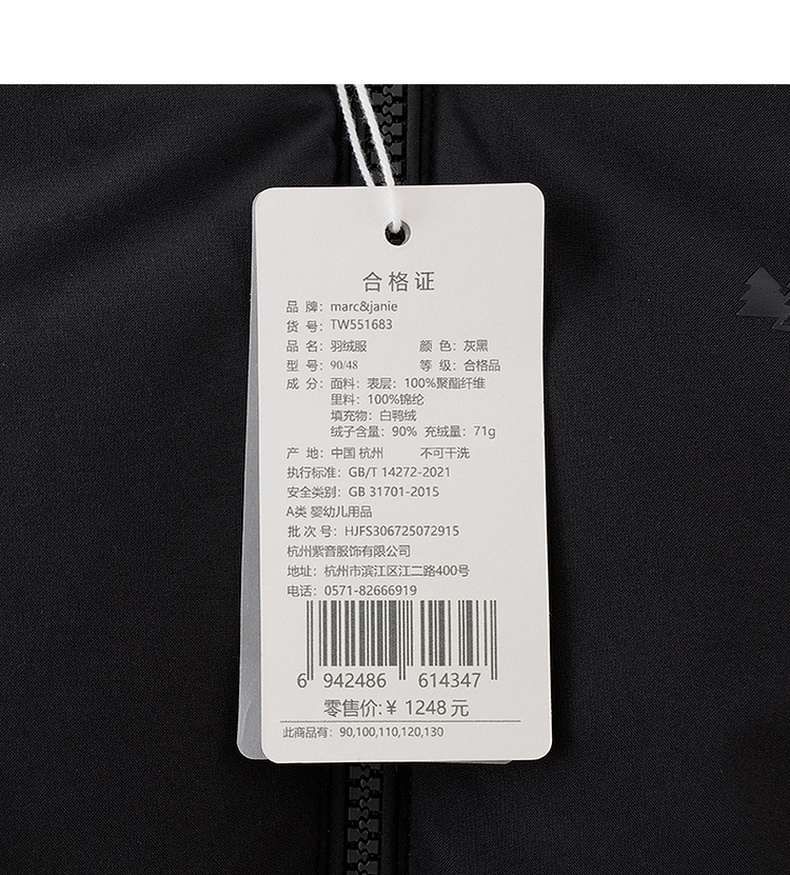 合格证
品 牌：marc&janie
货 号：TW551683
品 名：羽绒服 颜 色：灰黑
型 号：90/48 等 级：合格品
成 分：面料：表层：100%聚酯纤维
里料：100%锦纶
填充物：白鸭绒
绒子含量：90% 充绒量：71g
产 地：中国 杭州 不可干洗
执行标准：GB/T 14272-2021
安全类别：GB 31701-2015
A类 婴幼儿用品
批 次 号：HJFS306725072915
杭州紫音服饰有限公司
地址：杭州市滨江区江二路400号
电话：0571-82666919
6 942486 614347
零售价:¥ 1248 元
此商品有：90,100,110,120,130